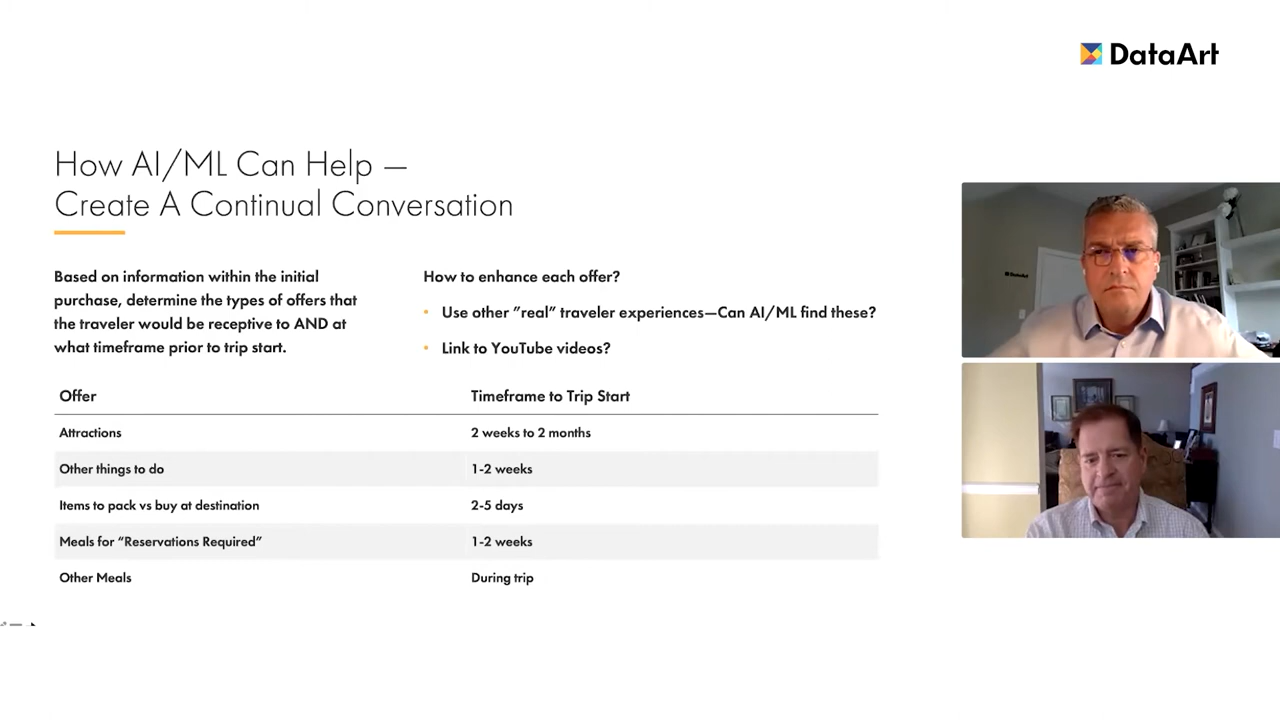 DataArt
How AI/ML Can Help —
Create A Continual Conversation
Based on information within the initial
purchase, determine the types of offers that
the traveler would be receptive to AND at
what timeframe prior to trip start.
How to enhance each offer?
• Use other ”real” traveler experiences—Can AI/ML find these?
• Link to YouTube videos?
Offer Timeframe to Trip Start
Attractions 2 weeks to 2 months
Other things to do 1-2 weeks
Items to pack vs buy at destination 2-5 days
Meals for “Reservations Required” 1-2 weeks
Other Meals During trip
DataArt